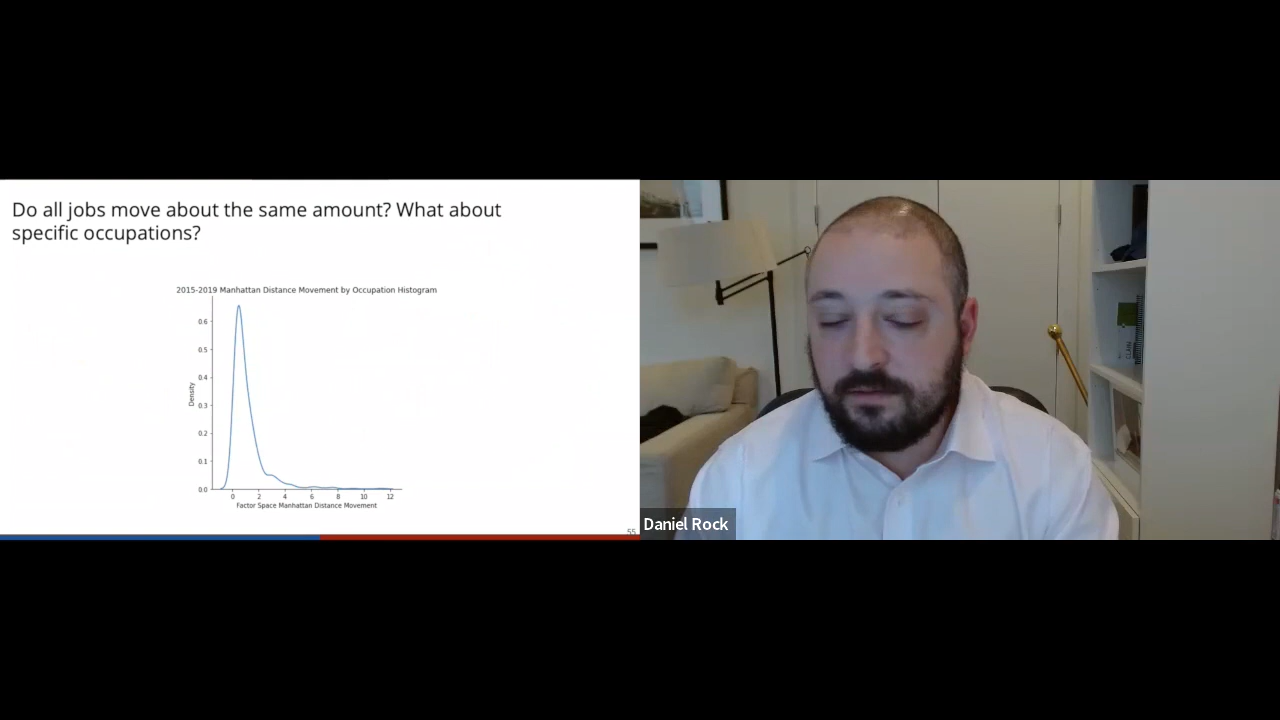 Do all jobs move about the same amount? What about
specific occupations?
2015-2019 Manhattan Distance Movement by Occupation Histogram
0.6
0.5
0.4
0.3
0.2
0.1
0.0
Density
0 2 4 6 8 10 12
Factor Space Manhattan Distance Movement
55
Daniel Rock